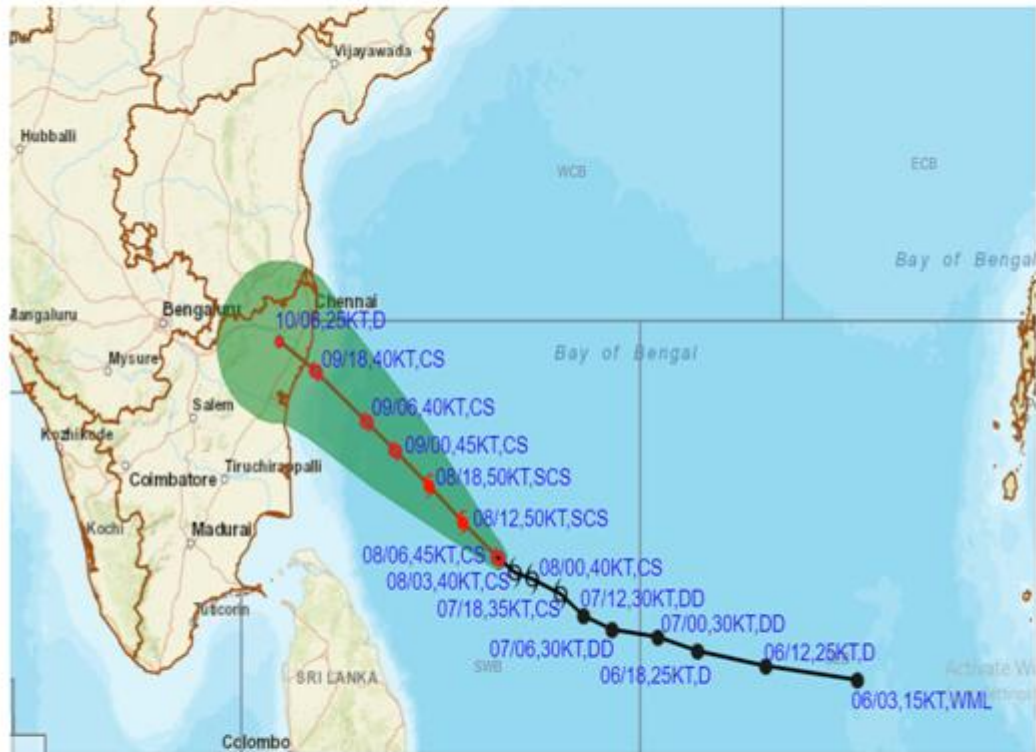 Vijayawada
Hubballi
WCB
ECB
Bay of Bengal
Chennai
Mangaluru
Bengaluru
10/06,25KT,D
Bay of Bengal
Mysure
09/18,40KT,CS
Salem
09/06,40KT,CS
Kozhikode
09/00,45KT,CS
Coimbatore
Tiruchirappalli
08/18,50KT,SCS
Kochi
Madurai
08/12,50KT,SCS
08/06,45KT,CS
08/00,40KT,CS
08/03,40KT,CS
07/18,35KT,CS
07/12,30KT,DD
Tuticorin
07/00,30KT,DD
07/06,30KT,DD
06/12,25KT,D
SWB
06/18,25KT,D
SRI LANKA
Activate
06/03,15KT,WML
Colombo